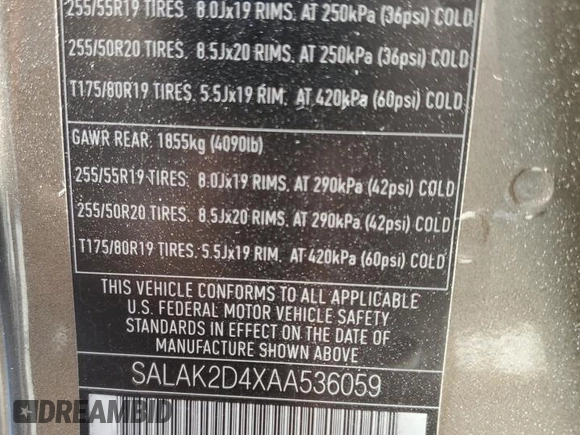 255/55R19 TIRES. 8.0Jx19 RIMS. AT 250kPa (36psi) COLD
255/50R20 TIRES. 8.5Jx20 RIMS. AT 250kPa (36psi) COLD
T175/80R19 TIRES. 5.5Jx19 RIM. AT 420kPa (60psi) COLD
GAWR REAR: 1855kg (4090lb)
255/55R19 TIRES: 8.0Jx19 RIMS. AT 290kPa (42psi) COLD
255/50R20 TIRES: 8.5Jx20 RIMS. AT 290kPa (42psi) COLD
T175/80R19 TIRES: 5.5Jx19 RIM. AT 420kPa (60psi) COLD
THIS VEHICLE CONFORMS TO ALL APPLICABLE
U.S. FEDERAL MOTOR VEHICLE SAFETY
STANDARDS IN EFFECT ON THE DATE OF
MANUFACTURE SHOWN ABOVE
SALAK2D4XAA536059
DREAMBID